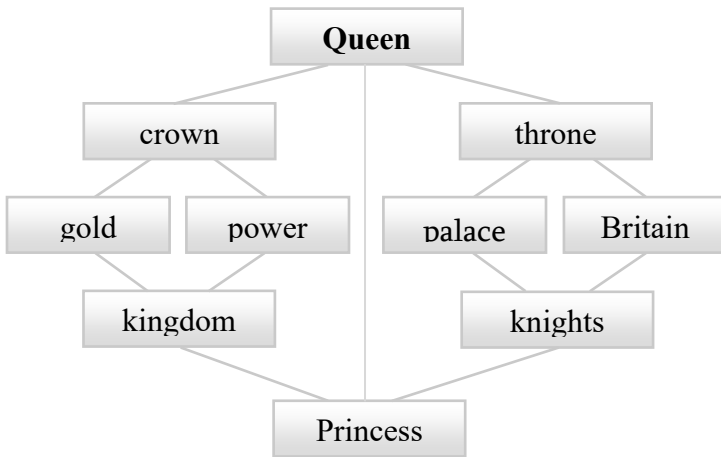 Queen
crown
throne
gold
power
palace
Britain
kingdom
knights
Princess